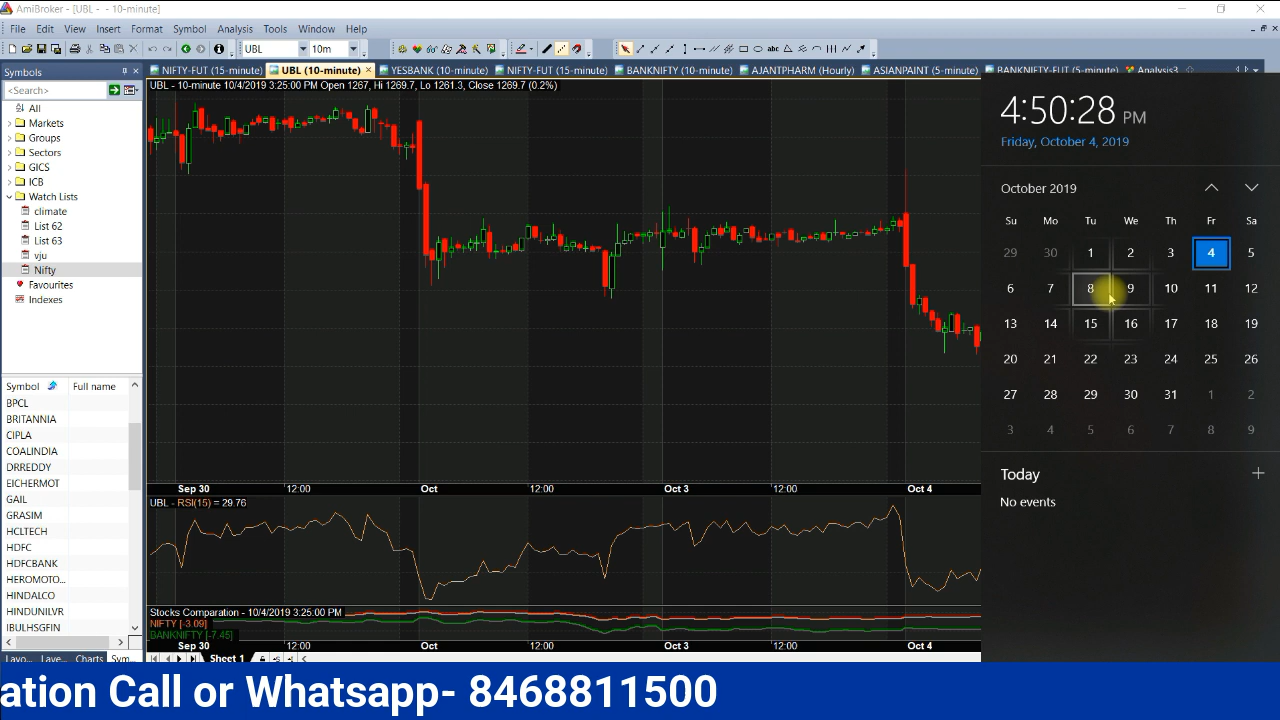 AmiBroker - [UBL - - 10-minute]
File Edit View Insert Format Symbol Analysis Tools Window Help
UBL 10m
abc
Symbols
NIFTY-FUT (15-minute) UBL (10-minute) YESBANK (10-minute) NIFTY-FUT (15-minute) BANKNIFTY (10-minute) AJANTPHARM (Hourly) ASIANPAINT (5-minute) BANKNIFTY-FUT (5-minute) Analysis3
<Search>
All
Markets
Groups
Sectors
GICS
ICB
Watch Lists
climate
List 62
List 63
vju
Nifty
Favourites
Indexes
Symbol Full name
BPCL
BRITANNIA
CIPLA
COALINDIA
DRREDDY
EICHERMOT
GAIL
GRASIM
HCLTECH
HDFC
HDFCBANK
HEROMOTO...
HINDALCO
HINDUNILVR
IBULHSGFIN
Layo... Laye... Charts Sym...
UBL - 10-minute 10/4/2019 3:25:00 PM Open 1267, Hi 1269.7, Lo 1261.3, Close 1269.7 (0.2%)
Sep 30 12:00 Oct 12:00 Oct 3 12:00 Oct 4
UBL - RSI(15) = 29.76
Stocks Compration - 10/4/2019 3:25:00 PM
NIFTY [-3.09]
BANKNIFTY [-7.45]
Sep 30 12:00 Oct 12:00 Oct 3 12:00 Oct 4
Sheet 1
4:50:28 PM
Friday, October 4, 2019
October 2019
Su Mo Tu We Th Fr Sa
29 30 1 2 3 4 5
6 7 8 9 10 11 12
13 14 15 16 17 18 19
20 21 22 23 24 25 26
27 28 29 30 31 1 2
3 4 5 6 7 8 9
Today
No events
ation Call or Whatsapp- 8468811500